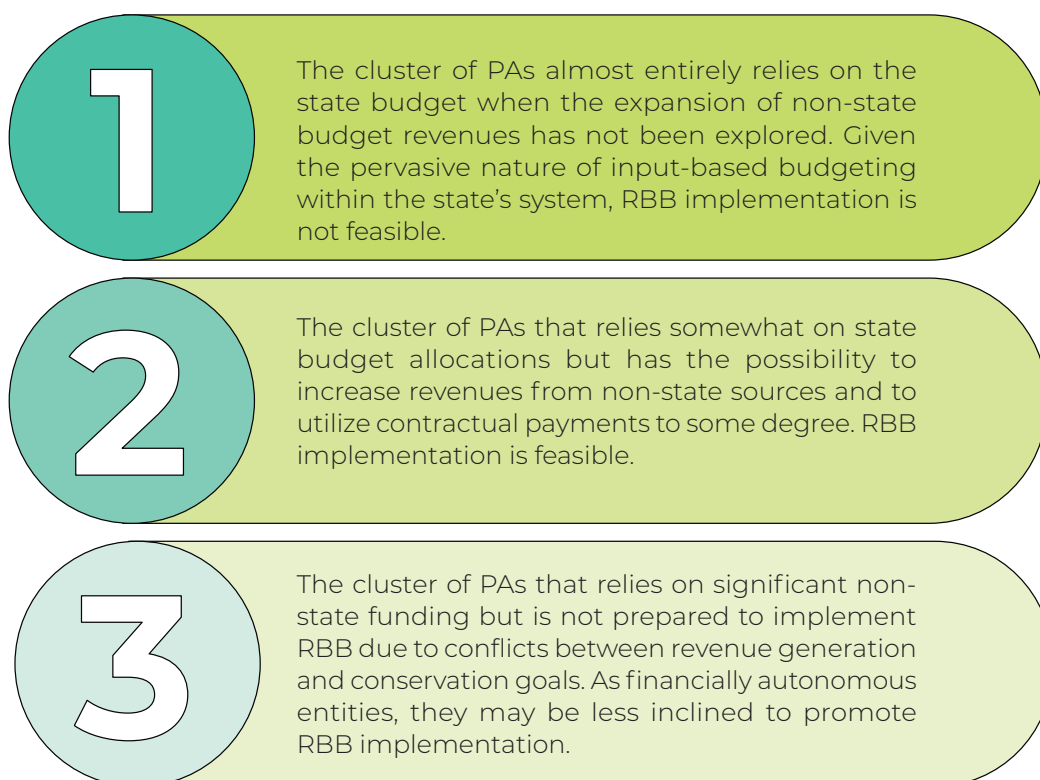 1
The cluster of PAs almost entirely relies on the
state budget when the expansion of non-state
budget revenues has not been explored. Given
the pervasive nature of input-based budgeting
within the state's system, RBB implementation is
not feasible.
2
The cluster of PAs that relies somewhat on state
budget allocations but has the possibility to
increase revenues from non-state sources and to
utilize contractual payments to some degree. RBB
implementation is feasible.
3
The cluster of PAs that relies on significant non-
state funding but is not prepared to implement
RBB due to conflicts between revenue generation
and conservation goals. As financially autonomous
entities, they may be less inclined to promote
RBB implementation.